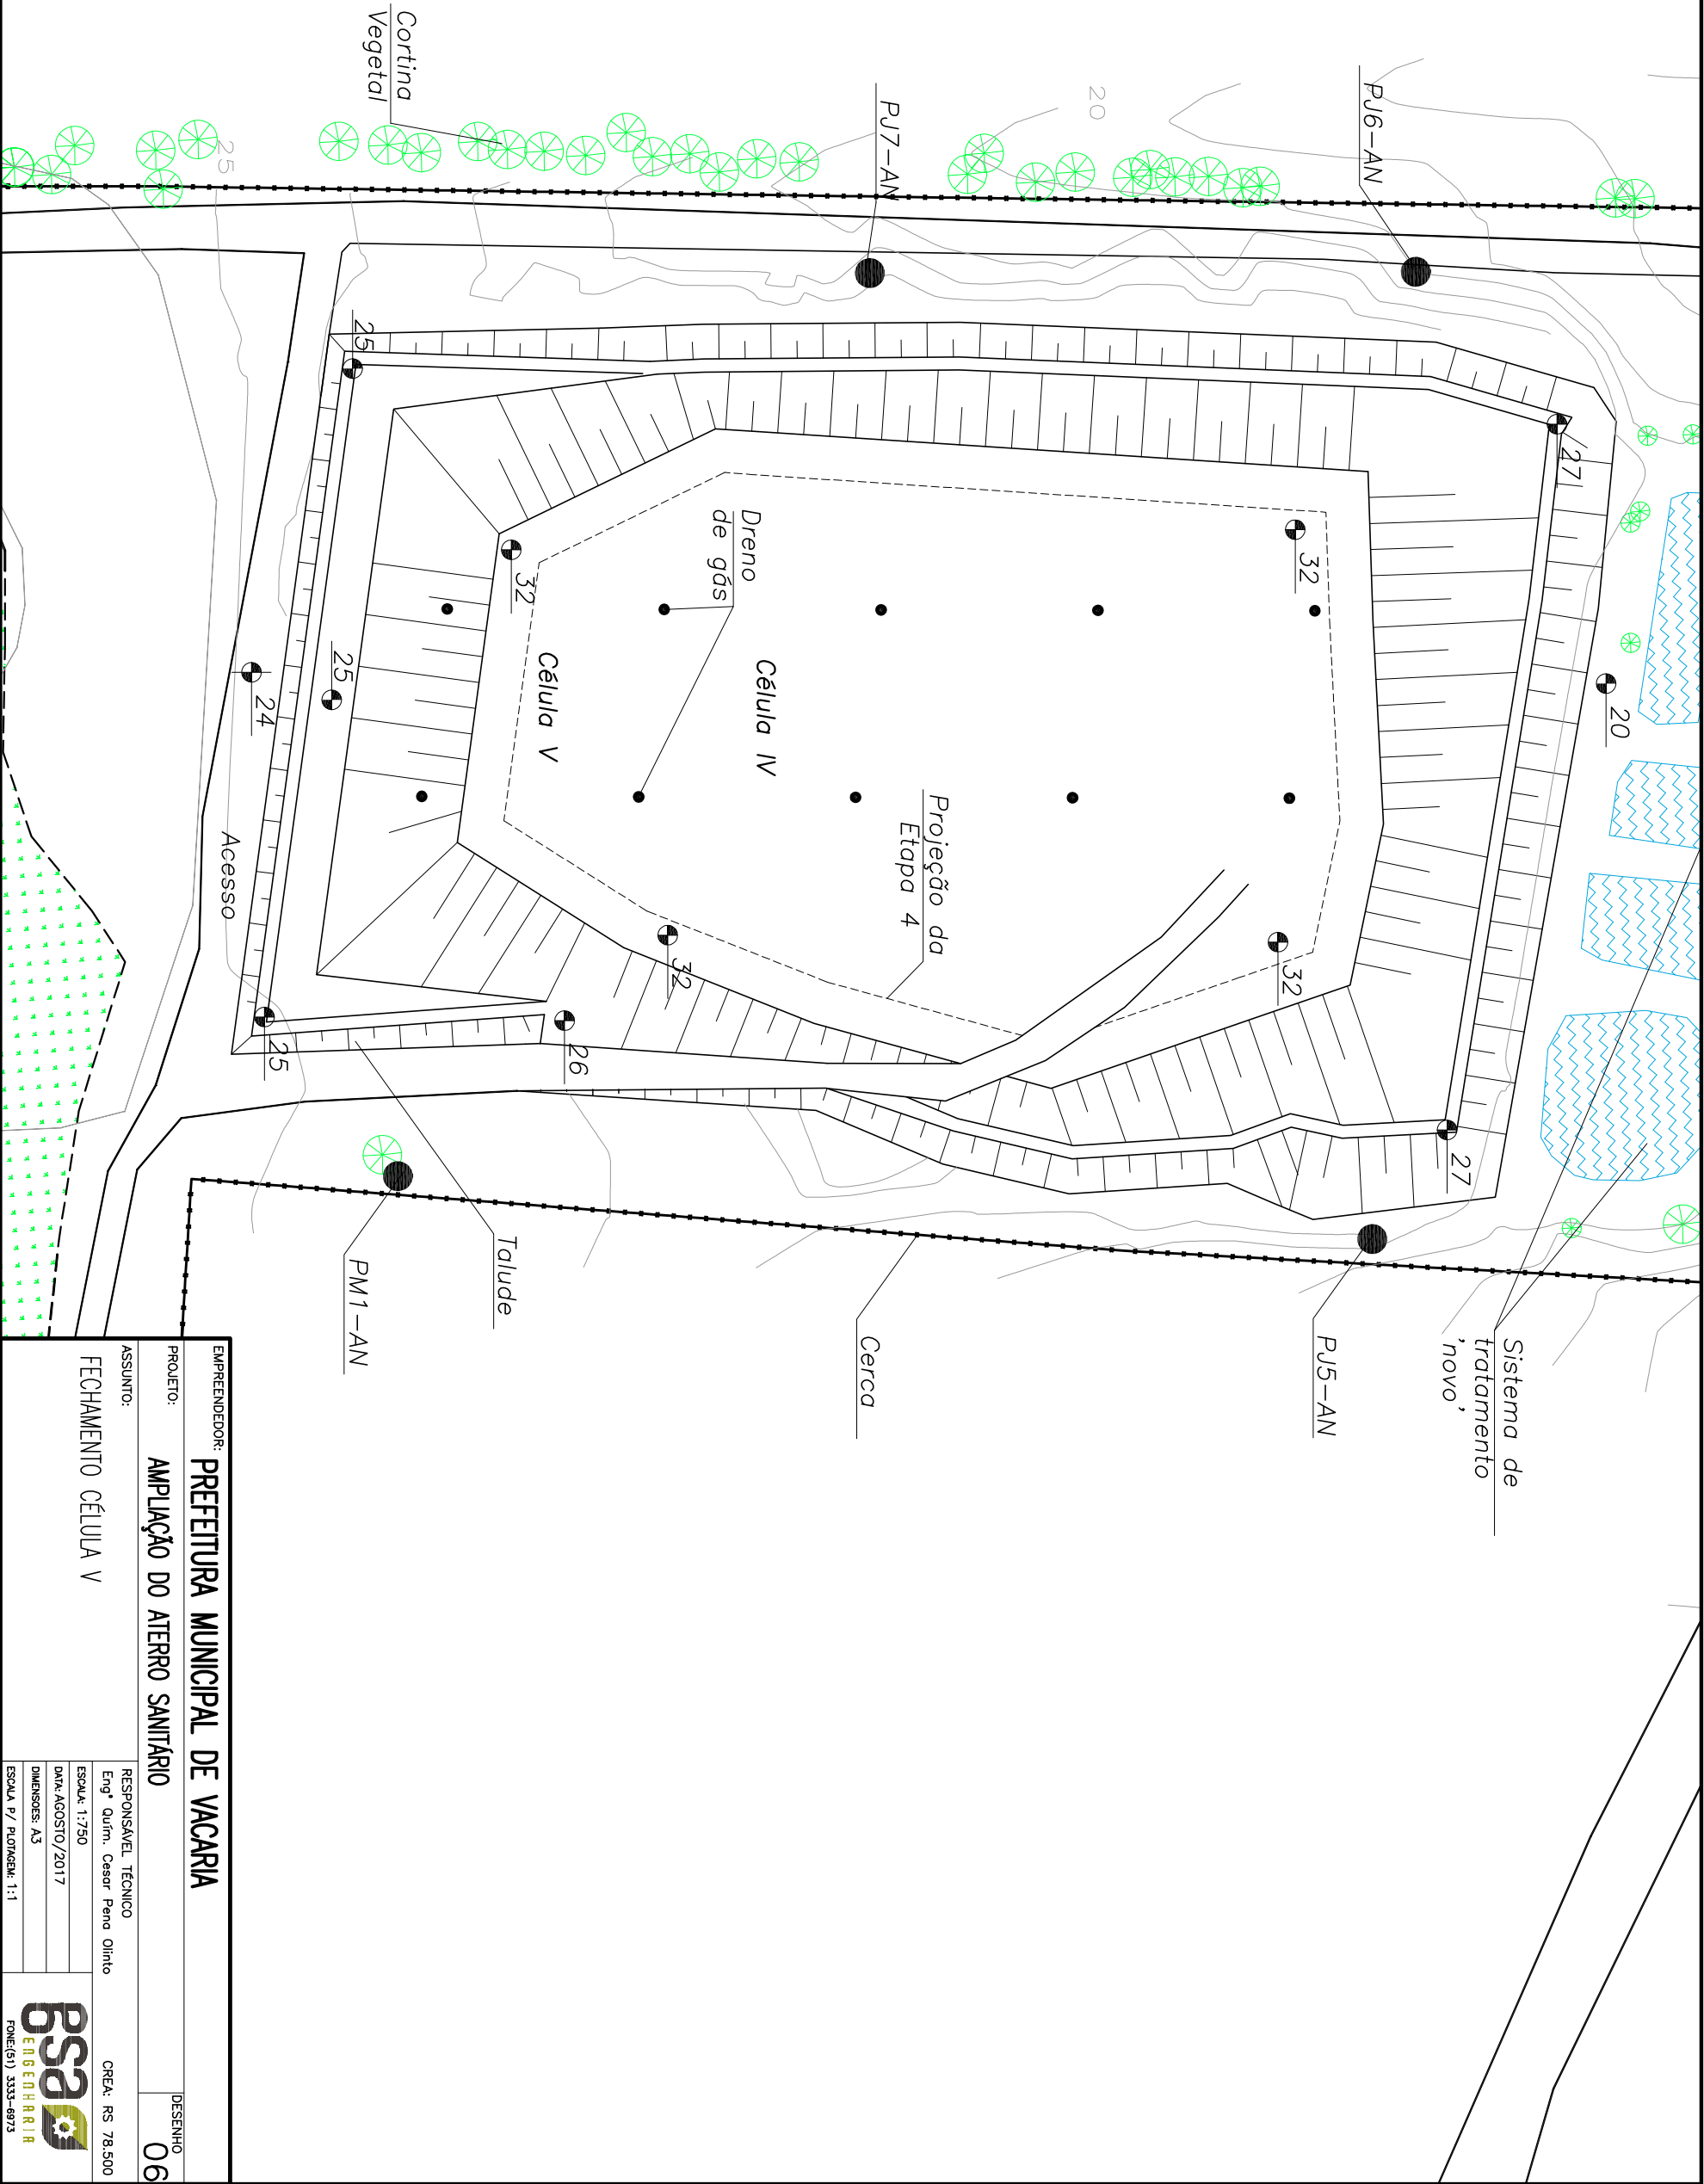 Sistema de
tratamento
'novo'
PJ6-AN
PJ5-AN
20
27
27
20
32
32
PJ7-AN
Projeção da
Etapa 4
Cerca
Célula IV
Dreno
de gás
32
26
Célula V
32
Talude
Cortina
Vegetal
25
25
PM1-AN
25
24
25
Acesso
EMPREENDEDOR:
PREFEITURA MUNICIPAL DE VACARIA
PROJETO:
AMPLIAÇÃO DO ATERRO SANITÁRIO
DESENHO
06
ASSUNTO:
FECHAMENTO CÉLULA V
RESPONSÁVEL TÉCNICO
Engº Quím. Cesar Pena Olinto
CREA: RS 78.500
ESCALA: 1:750
DATA: AGOSTO/2017
DIMENSOES: A3
ESCALA P/ PLOTAGEM: 1:1
BSA
ENGENHARIA
FONE:(51) 3333-6973